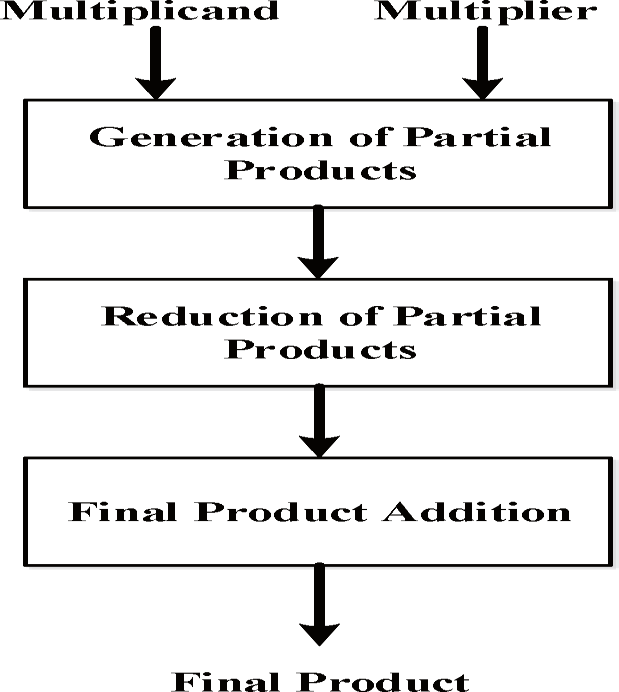 Multiplicand Multiplier
Generation of Partial
Products
Reduction of Partial
Products
Final Product Addition
Final Product